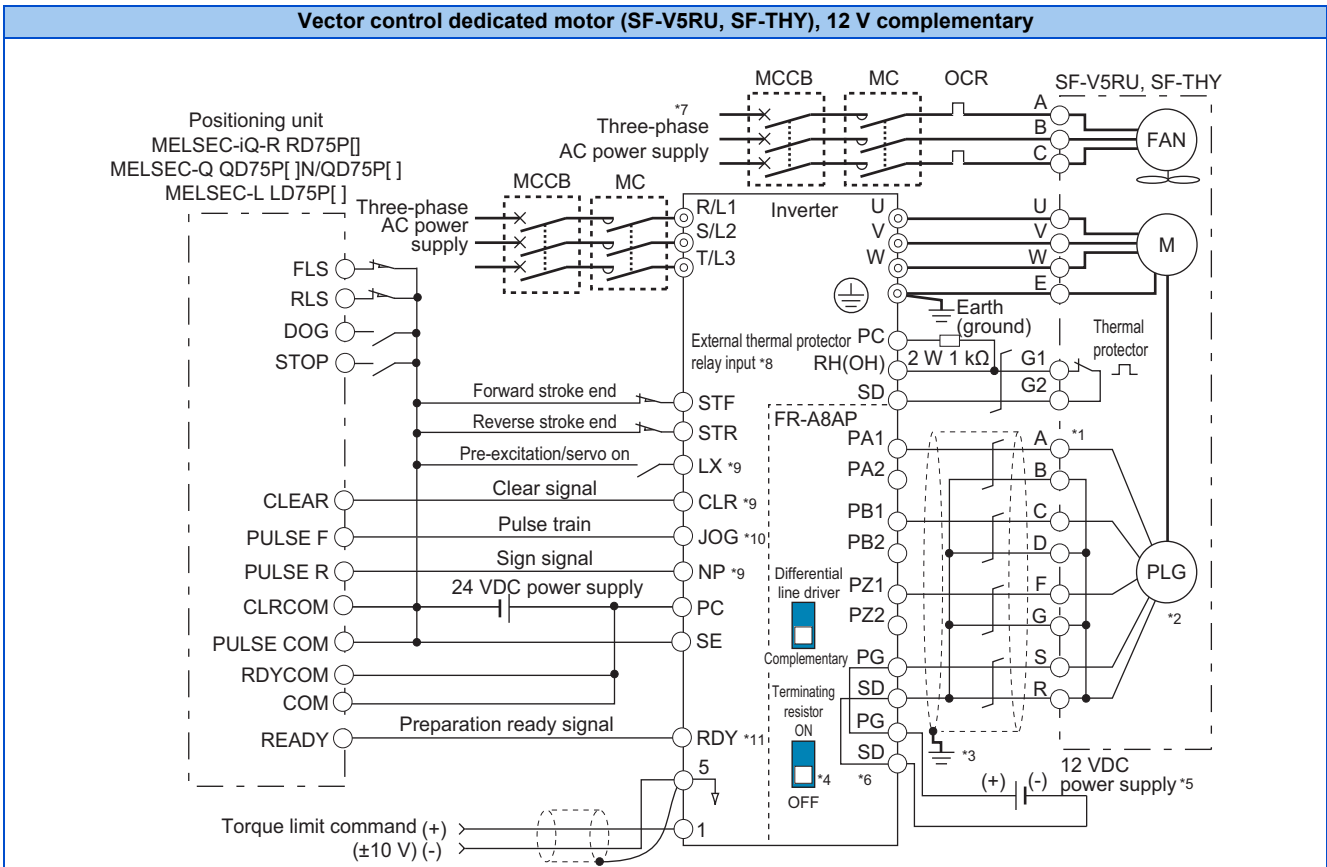 Vector control dedicated motor (SF-V5RU, SF-THY), 12 V complementary
MCCB
MC
OCR
SF-V5RU, SF-THY
*7
Three-phase
AC power supply
A
B
C
FAN
Positioning unit
MELSEC-iQ-R RD75P[]
MELSEC-Q QD75P[ ]N/QD75P[ ]
MELSEC-L LD75P[ ]
MCCB
MC
Three-phase
AC power
supply
R/L1
S/L2
T/L3
Inverter
U
V
W
U
V
W
E
M
FLS
RLS
DOG
STOP
Earth
(ground)
External thermal protector
relay input *8
PC
RH(OH)
SD
2 W 1 kΩ
G1
G2
Thermal
protector
Forward stroke end
STF
Reverse stroke end
STR
Pre-excitation/servo on
LX *9
CLEAR
Clear signal
CLR *9
PULSE F
Pulse train
JOG *10
PULSE R
Sign signal
NP *9
CLRCOM
24 VDC power supply
PC
PULSE COM
SE
RDYCOM
COM
READY
Preparation ready signal
RDY *11
5
1
Torque limit command (+)
(±10 V) (-)
FR-A8AP
PA1
PA2
PB1
PB2
PZ1
PZ2
PG
SD
PG
SD
Differential
line driver
Complementary
Terminating
resistor
ON
*4
OFF
*6
A
*1
B
C
D
F
G
S
R
PLG
*2
*3
12 VDC
power supply *5
(+)
(-)